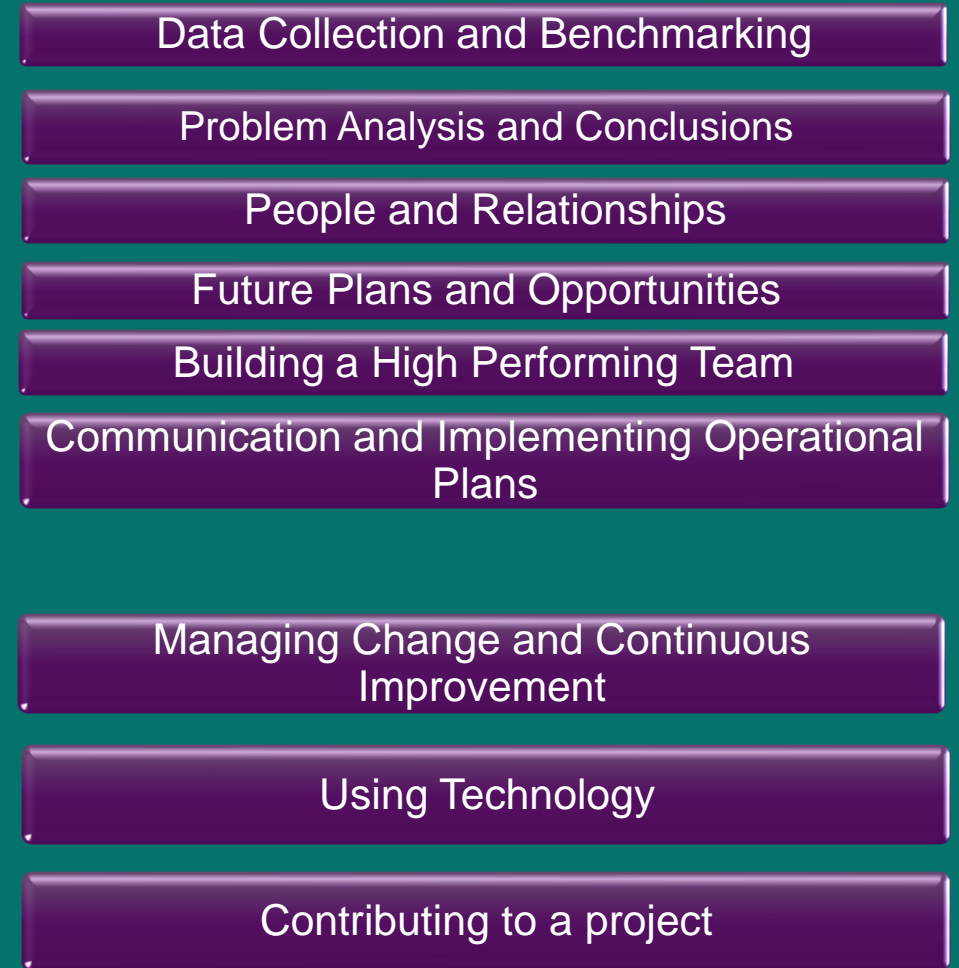 Data Collection and Benchmarking
Problem Analysis and Conclusions
People and Relationships
Future Plans and Opportunities
Building a High Performing Team
Communication and Implementing Operational
Plans
Managing Change and Continuous
Improvement
Using Technology
Contributing to a project